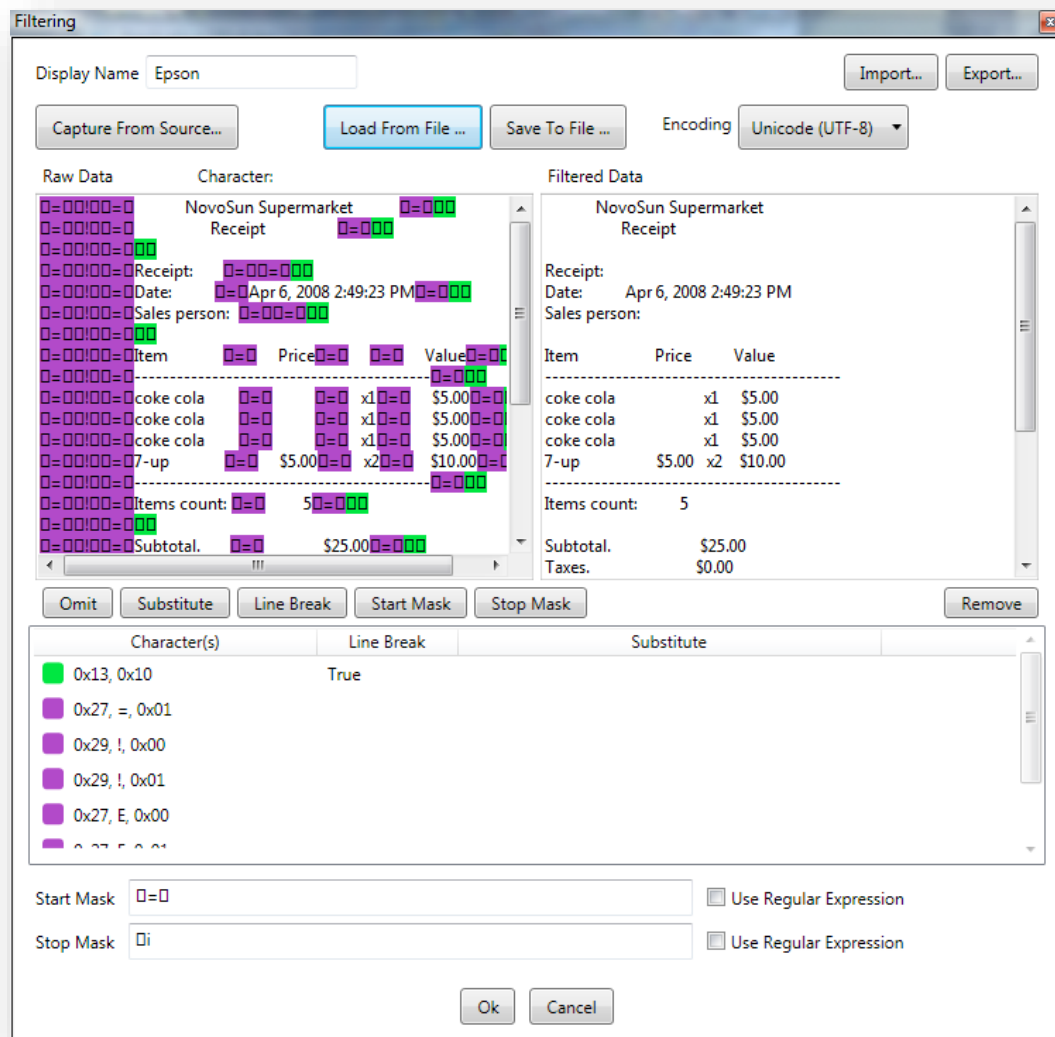 Filtering
Display Name Epson Import... Export...
Capture From Source... Load From File ... Save To File ... Encoding Unicode (UTF-8)
Raw Data Character: Filtered Data
▯=▯▯!▯▯=▯ NovoSun Supermarket ▯=▯▯▯ NovoSun Supermarket
▯=▯▯!▯▯=▯ Receipt ▯=▯▯▯ Receipt
▯=▯▯!▯▯=▯▯▯
▯=▯▯!▯▯=▯Receipt: ▯=▯▯=▯▯▯ Receipt:
▯=▯▯!▯▯=▯Date: ▯=▯Apr 6, 2008 2:49:23 PM▯=▯▯▯ Date: Apr 6, 2008 2:49:23 PM
▯=▯▯!▯▯=▯Sales person: ▯=▯▯=▯▯▯ Sales person:
▯=▯▯!▯▯=▯▯▯
▯=▯▯!▯▯=▯Item ▯=▯ Price▯=▯ ▯=▯ Value▯=▯▯ Item Price Value
▯=▯▯!▯▯=▯------------------------------------------▯=▯▯▯ ------------------------------------------
▯=▯▯!▯▯=▯coke cola ▯=▯ ▯=▯ x1▯=▯ $5.00▯=▯ coke cola x1 $5.00
▯=▯▯!▯▯=▯coke cola ▯=▯ ▯=▯ x1▯=▯ $5.00▯=▯ coke cola x1 $5.00
▯=▯▯!▯▯=▯coke cola ▯=▯ ▯=▯ x1▯=▯ $5.00▯=▯ coke cola x1 $5.00
▯=▯▯!▯▯=▯7-up ▯=▯ $5.00▯=▯ x2▯=▯ $10.00▯=▯ 7-up $5.00 x2 $10.00
▯=▯▯!▯▯=▯------------------------------------------▯=▯▯▯ ------------------------------------------
▯=▯▯!▯▯=▯Items count: ▯=▯ 5▯=▯▯▯ Items count: 5
▯=▯▯!▯▯=▯▯▯
▯=▯▯!▯▯=▯Subtotal. ▯=▯ $25.00▯=▯▯▯ Subtotal. $25.00
Taxes. $0.00
Omit Substitute Line Break Start Mask Stop Mask Remove
Character(s) Line Break Substitute
0x13, 0x10 True
0x27, =, 0x01
0x29, !, 0x00
0x29, !, 0x01
0x27, E, 0x00
Start Mask ▯=▯ Use Regular Expression
Stop Mask ▯i Use Regular Expression
Ok Cancel